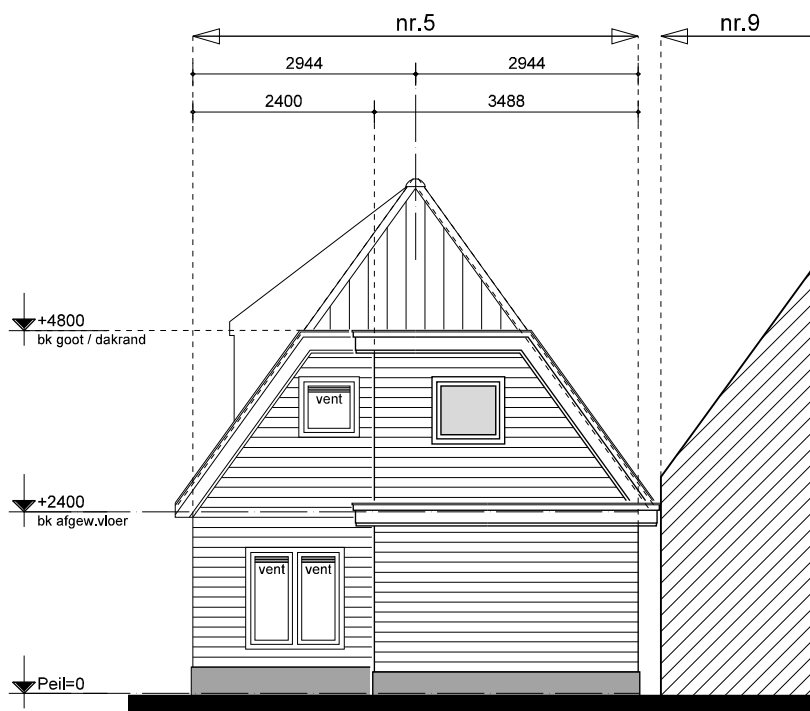 nr.5
nr.9
2944
2944
2400
3488
+4800
bk goot / dakrand
vent
+2400
bk afgew.vloer
vent
vent
Peil=0